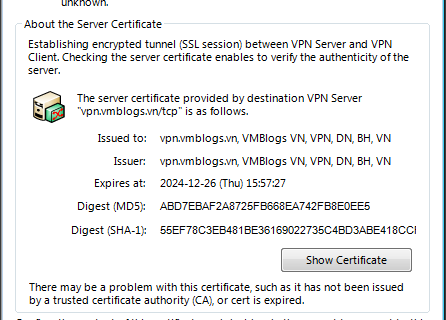 unknown.
About the Server Certificate
Establishing encrypted tunnel (SSL session) between VPN Server and VPN
Client. Checking the server certificate enables to verify the authenticity of the
server.
The server certificate provided by destination VPN Server
"vpn.vmblogs.vn/tcp" is as follows.
Issued to: vpn.vmblogs.vn, VMBlogs VN, VPN, DN, BH, VN
Issuer: vpn.vmblogs.vn, VMBlogs VN, VPN, DN, BH, VN
Expires at: 2024-12-26 (Thu) 15:57:27
Digest (MD5): ABD7EBAF2A8725FB668EA742FB8E0EE5
Digest (SHA-1): 55EF78C3EB481BE36169022735C4BD3ABE418CCI
Show Certificate
There may be a problem with this certificate, such as it has not been issued
by a trusted certificate authority (CA), or cert is expired.